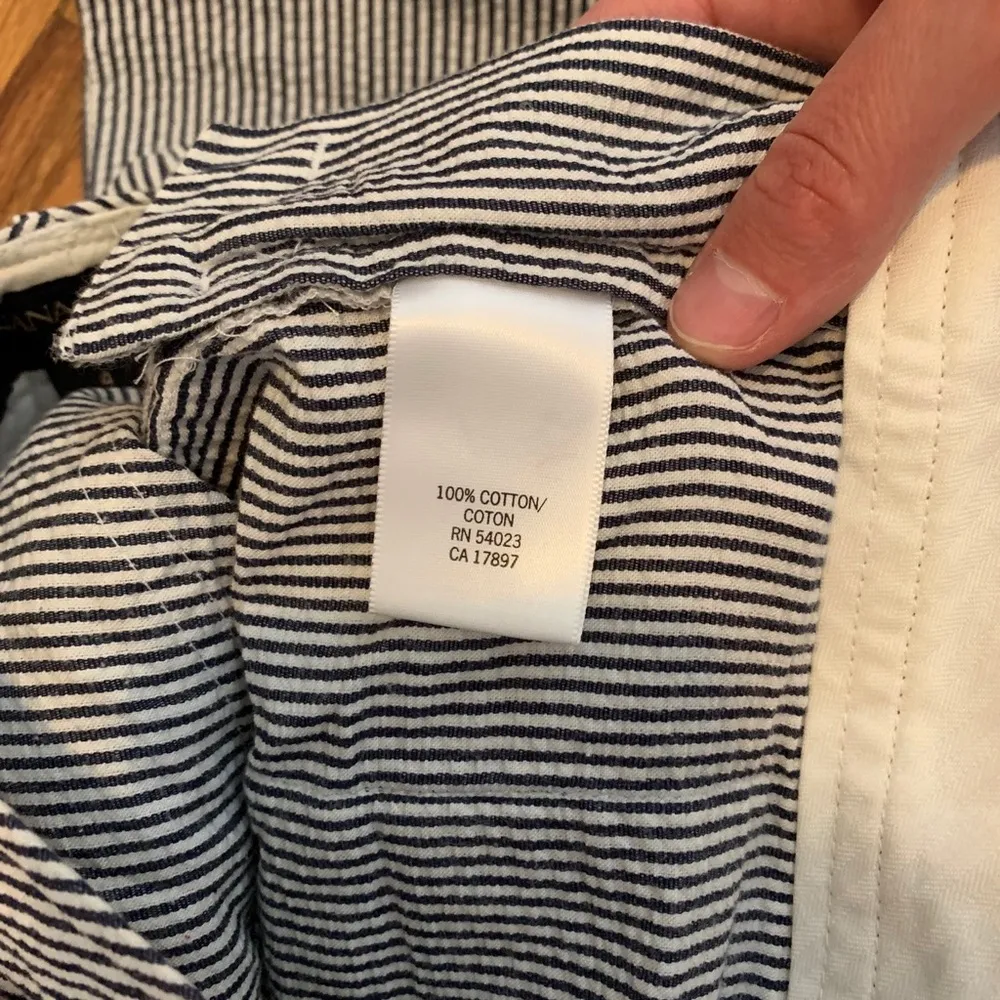 100% COTTON/
COTON
RN 54023
CA 17897